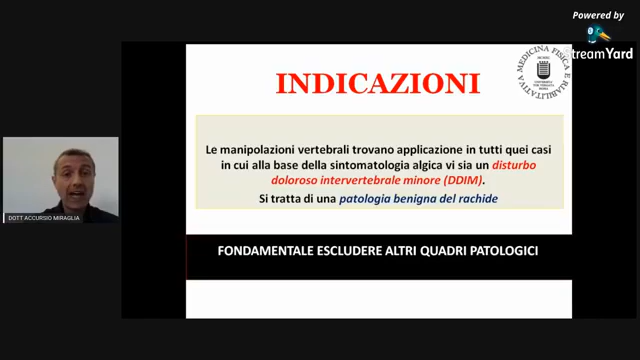 Powered by
StreamYard
INDICAZIONI
MEDICINA FISICA E RIABILITATIVA
Le manipolazioni vertebrali trovano applicazione in tutti quei casi
in cui alla base della sintomatologia algica vi sia un disturbo
doloroso intervertebrale minore (DDIM).
Si tratta di una patologia benigna del rachide
DOTT ACCURSIO MIRAGLIA
FONDAMENTALE ESCLUDERE ALTRI QUADRI PATOLOGICI